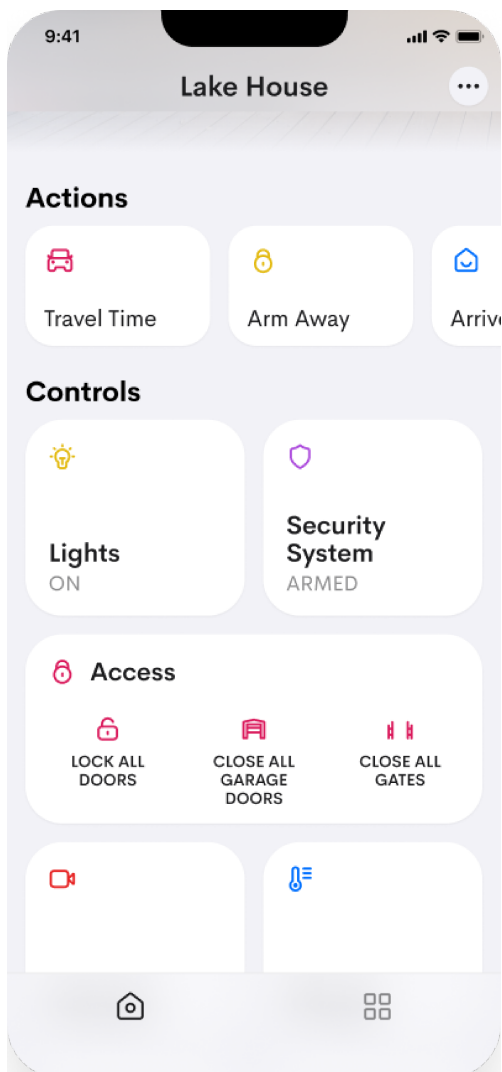 9:41
Lake House
Actions
Travel Time
Arm Away
Arrive
Controls
Lights
ON
Security
System
ARMED
Access
LOCK ALL
DOORS
CLOSE ALL
GARAGE
DOORS
CLOSE ALL
GATES